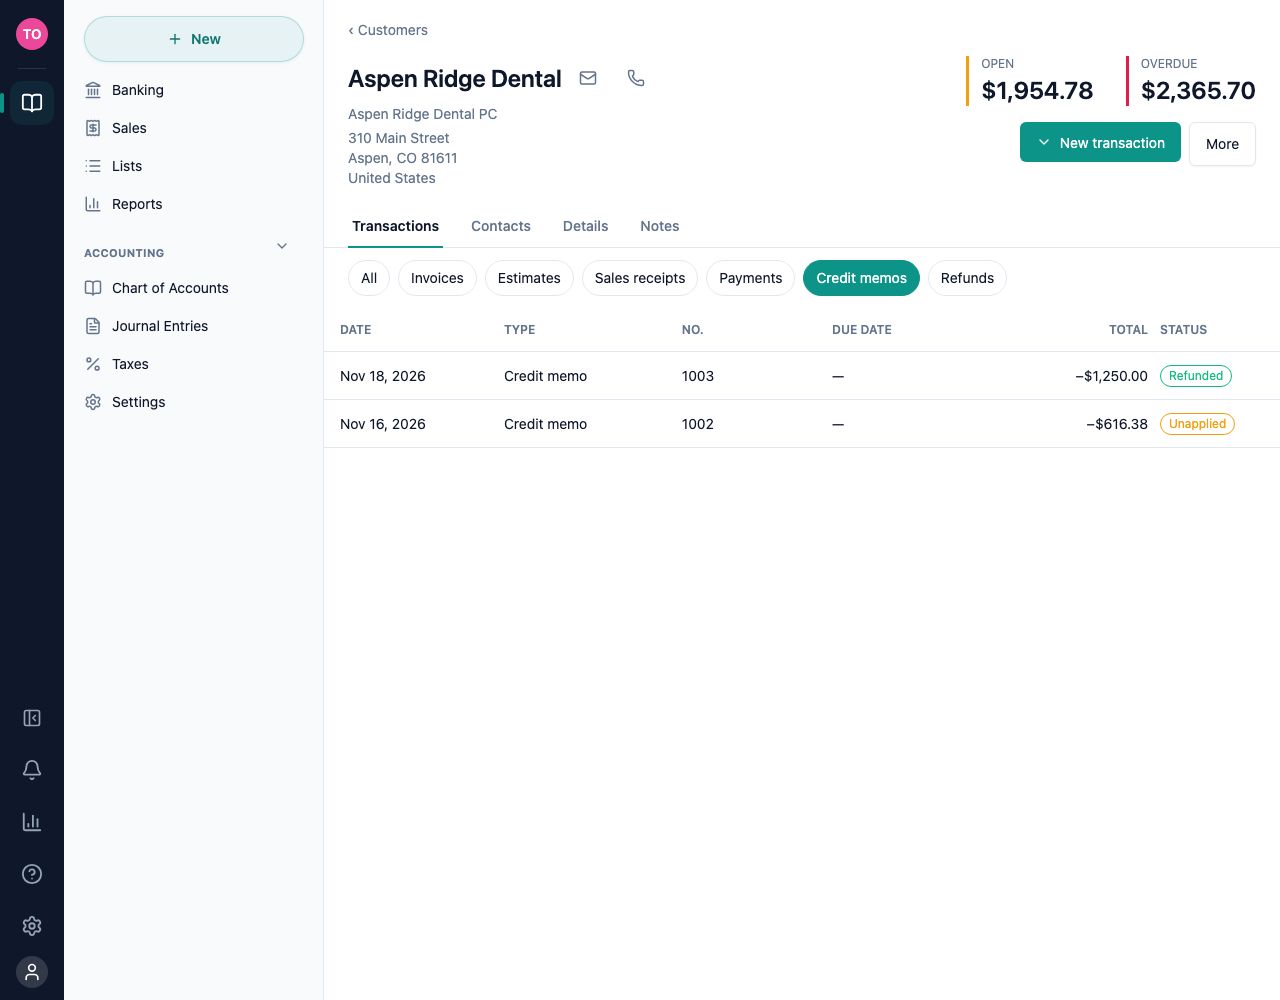 TO
New
Banking
Sales
Lists
Reports
ACCOUNTING
Chart of Accounts
Journal Entries
Taxes
Settings
‹ Customers
Aspen Ridge Dental
Aspen Ridge Dental PC
310 Main Street
Aspen, CO 81611
United States
OPEN
$1,954.78
OVERDUE
$2,365.70
New transaction
More
Transactions Contacts Details Notes
All Invoices Estimates Sales receipts Payments Credit memos Refunds
DATE TYPE NO. DUE DATE TOTAL STATUS
Nov 18, 2026 Credit memo 1003 — –$1,250.00 Refunded
Nov 16, 2026 Credit memo 1002 — –$616.38 Unapplied